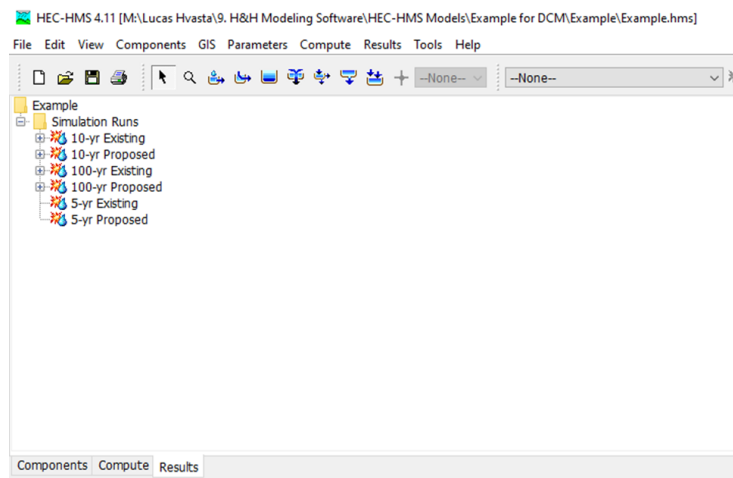 HEC-HMS 4.11 [M:\Lucas Hvasta\9. H&H Modeling Software\HEC-HMS Models\Example for DCM\Example\Example.hms]
File Edit View Components GIS Parameters Compute Results Tools Help
--None-- --None--
Example
Simulation Runs
10-yr Existing
10-yr Proposed
100-yr Existing
100-yr Proposed
5-yr Existing
5-yr Proposed
Components Compute Results